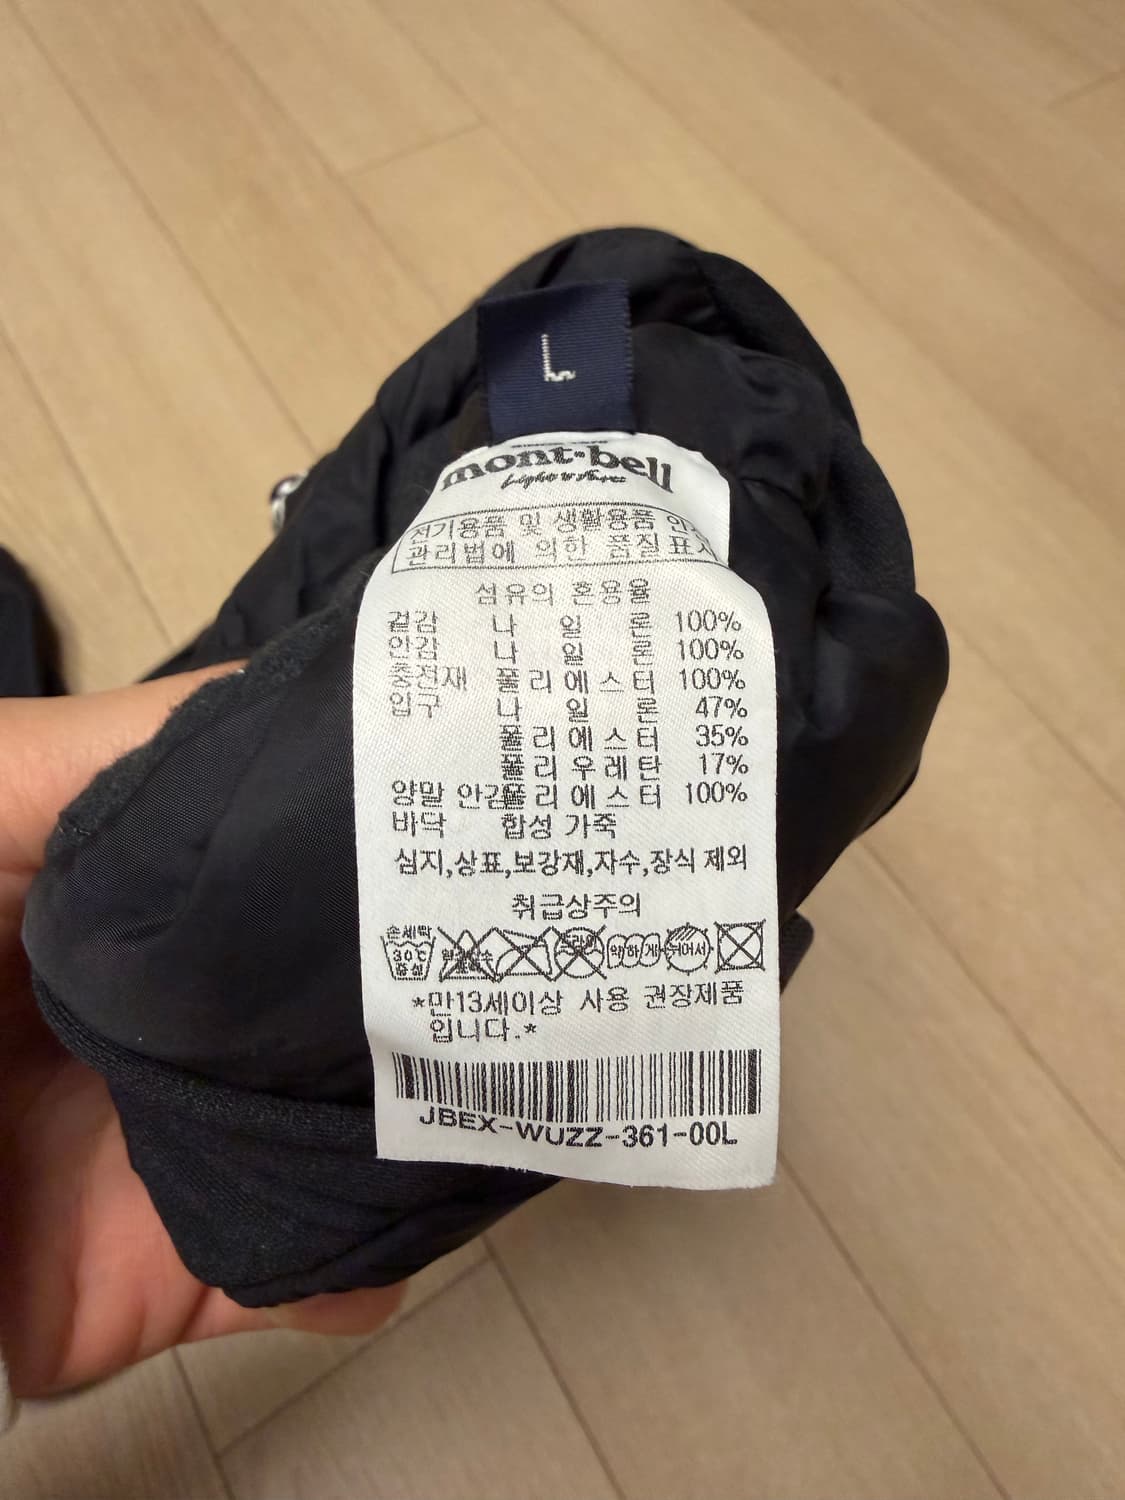 L
mont-bell
전기용품 및 생활용품
관리법에 의한 품질
섬유의 혼용율
겉감 나 일 론 100%
안감 나 일 론 100%
충전재 폴 리 에 스 터 100%
입구 나 일 론 47%
폴 리 에 스 터 35%
폴 리 우 레 탄 17%
양말 안감 폴 리 에 스 터 100%
바닥 합성 가죽
심지,상표,보강재,자수,장식 제외
취급상주의
손세탁 30℃ 중성 드라이 약하게 뉘어서
*만13세이상 사용 권장제품
입니다.*
JBEX-WUZZ-361-00L